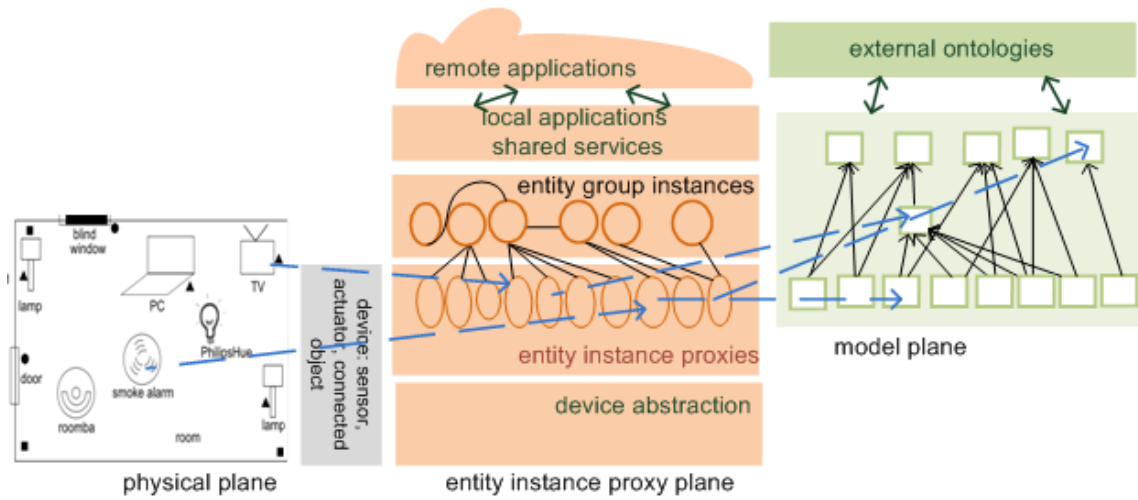 remote applications
local applications
shared services
entity group instances
entity instance proxies
device abstraction
entity instance proxy plane
external ontologies
model plane
blind
window
lamp
PC
TV
PhilipsHue
door
smoke alarm
roomba
room
lamp
physical plane
device: sensor,
actuator, connected
object